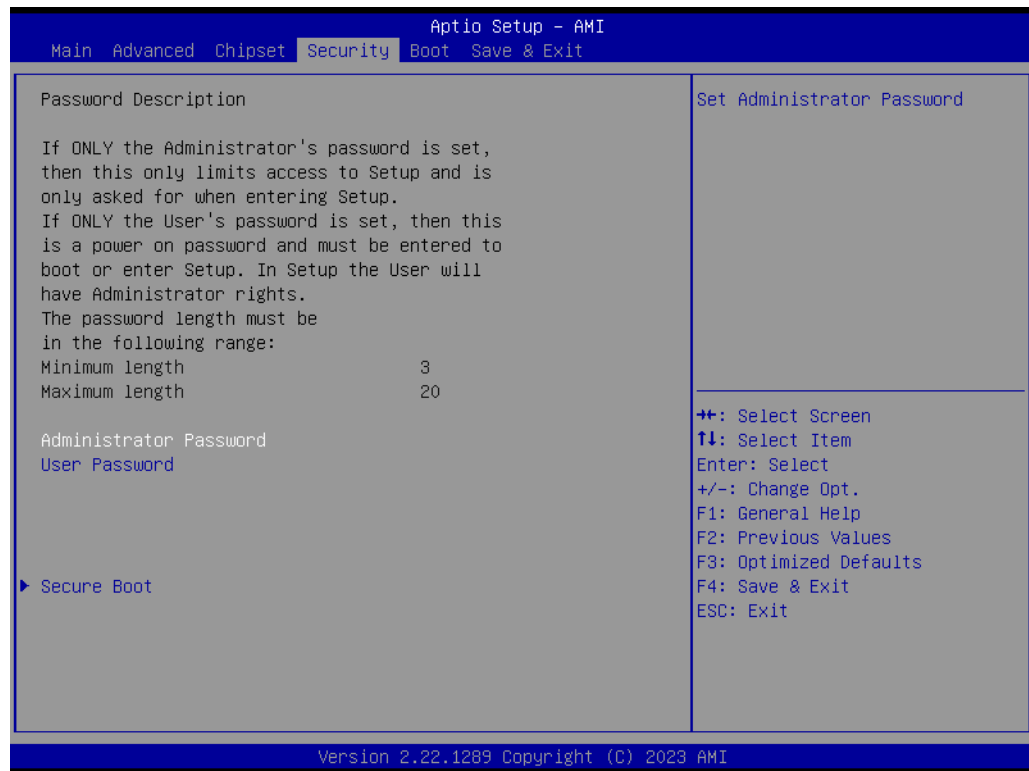 Aptio Setup – AMI
Main Advanced Chipset Security Boot Save & Exit
Password Description
If ONLY the Administrator's password is set,
then this only limits access to Setup and is
only asked for when entering Setup.
If ONLY the User's password is set, then this
is a power on password and must be entered to
boot or enter Setup. In Setup the User will
have Administrator rights.
The password length must be
in the following range:
Minimum length 3
Maximum length 20
Administrator Password
User Password
▶ Secure Boot
Set Administrator Password
→←: Select Screen
↑↓: Select Item
Enter: Select
+/-: Change Opt.
F1: General Help
F2: Previous Values
F3: Optimized Defaults
F4: Save & Exit
ESC: Exit
Version 2.22.1289 Copyright (C) 2023 AMI